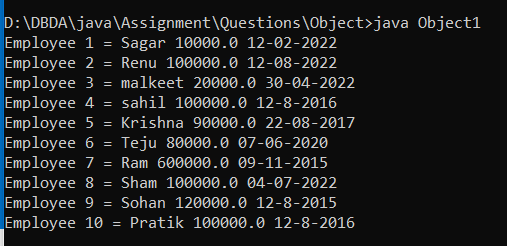 D:\DBDA\java\Assignment\Questions\Object>java Object1
Employee 1 = Sagar 10000.0 12-02-2022
Employee 2 = Renu 100000.0 12-08-2022
Employee 3 = malkeet 20000.0 30-04-2022
Employee 4 = sahil 100000.0 12-8-2016
Employee 5 = Krishna 90000.0 22-08-2017
Employee 6 = Teju 80000.0 07-06-2020
Employee 7 = Ram 600000.0 09-11-2015
Employee 8 = Sham 100000.0 04-07-2022
Employee 9 = Sohan 120000.0 12-8-2015
Employee 10 = Pratik 100000.0 12-8-2016